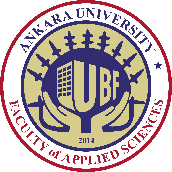 ANKARA UNIVERSITY
UBF
2014
FACULTY of APPLIED SCIENCES